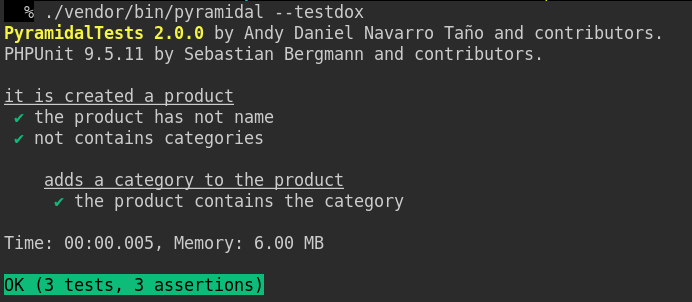 % ./vendor/bin/pyramidal --testdox
PyramidalTests 2.0.0 by Andy Daniel Navarro Taño and contributors.
PHPUnit 9.5.11 by Sebastian Bergmann and contributors.
it is created a product
✔ the product has not name
✔ not contains categories
adds a category to the product
✔ the product contains the category
Time: 00:00.005, Memory: 6.00 MB
OK (3 tests, 3 assertions)